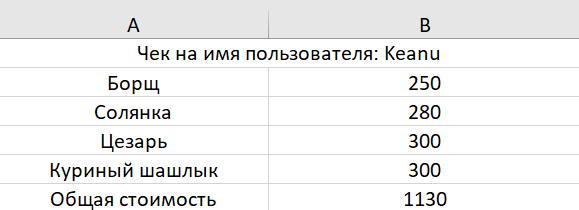 A B
Чек на имя пользователя: Keanu
Борщ 250
Солянка 280
Цезарь 300
Куриный шашлык 300
Общая стоимость 1130